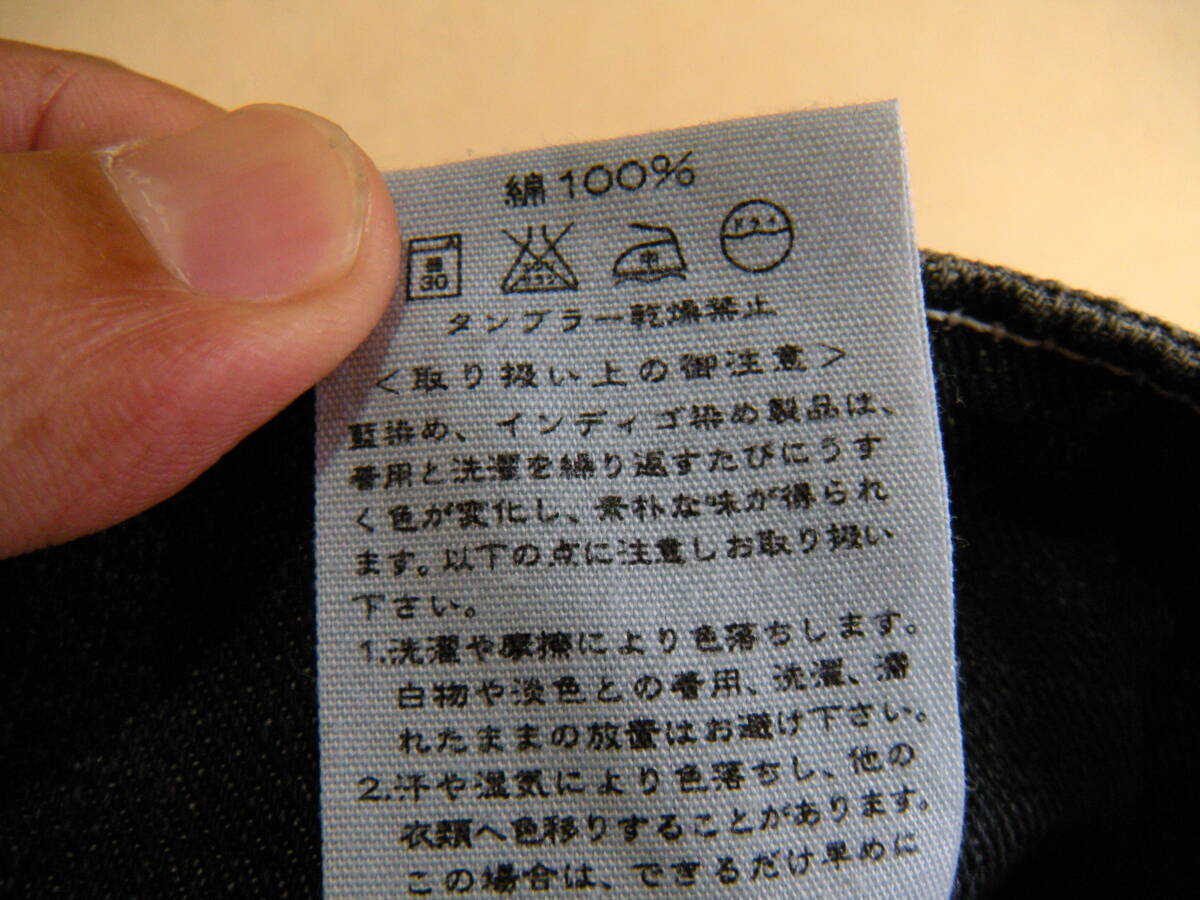 綿100%
30
中 ドライ
タンブラー乾燥禁止
<取り扱い上の御注意>
藍染め、インディゴ染め製品は、
着用と洗濯を繰り返すたびにうす
く色が変化し、素朴な味が得られ
ます。以下の点に注意しお取り扱い
下さい。
1.洗濯や摩擦により色落ちします。
白物や淡色との着用、洗濯、濡
れたままの放置はお避け下さい。
2.汗や湿気により色落ちし、他の
衣類へ色移りすることがあります。
この場合は、できるだけ早めに